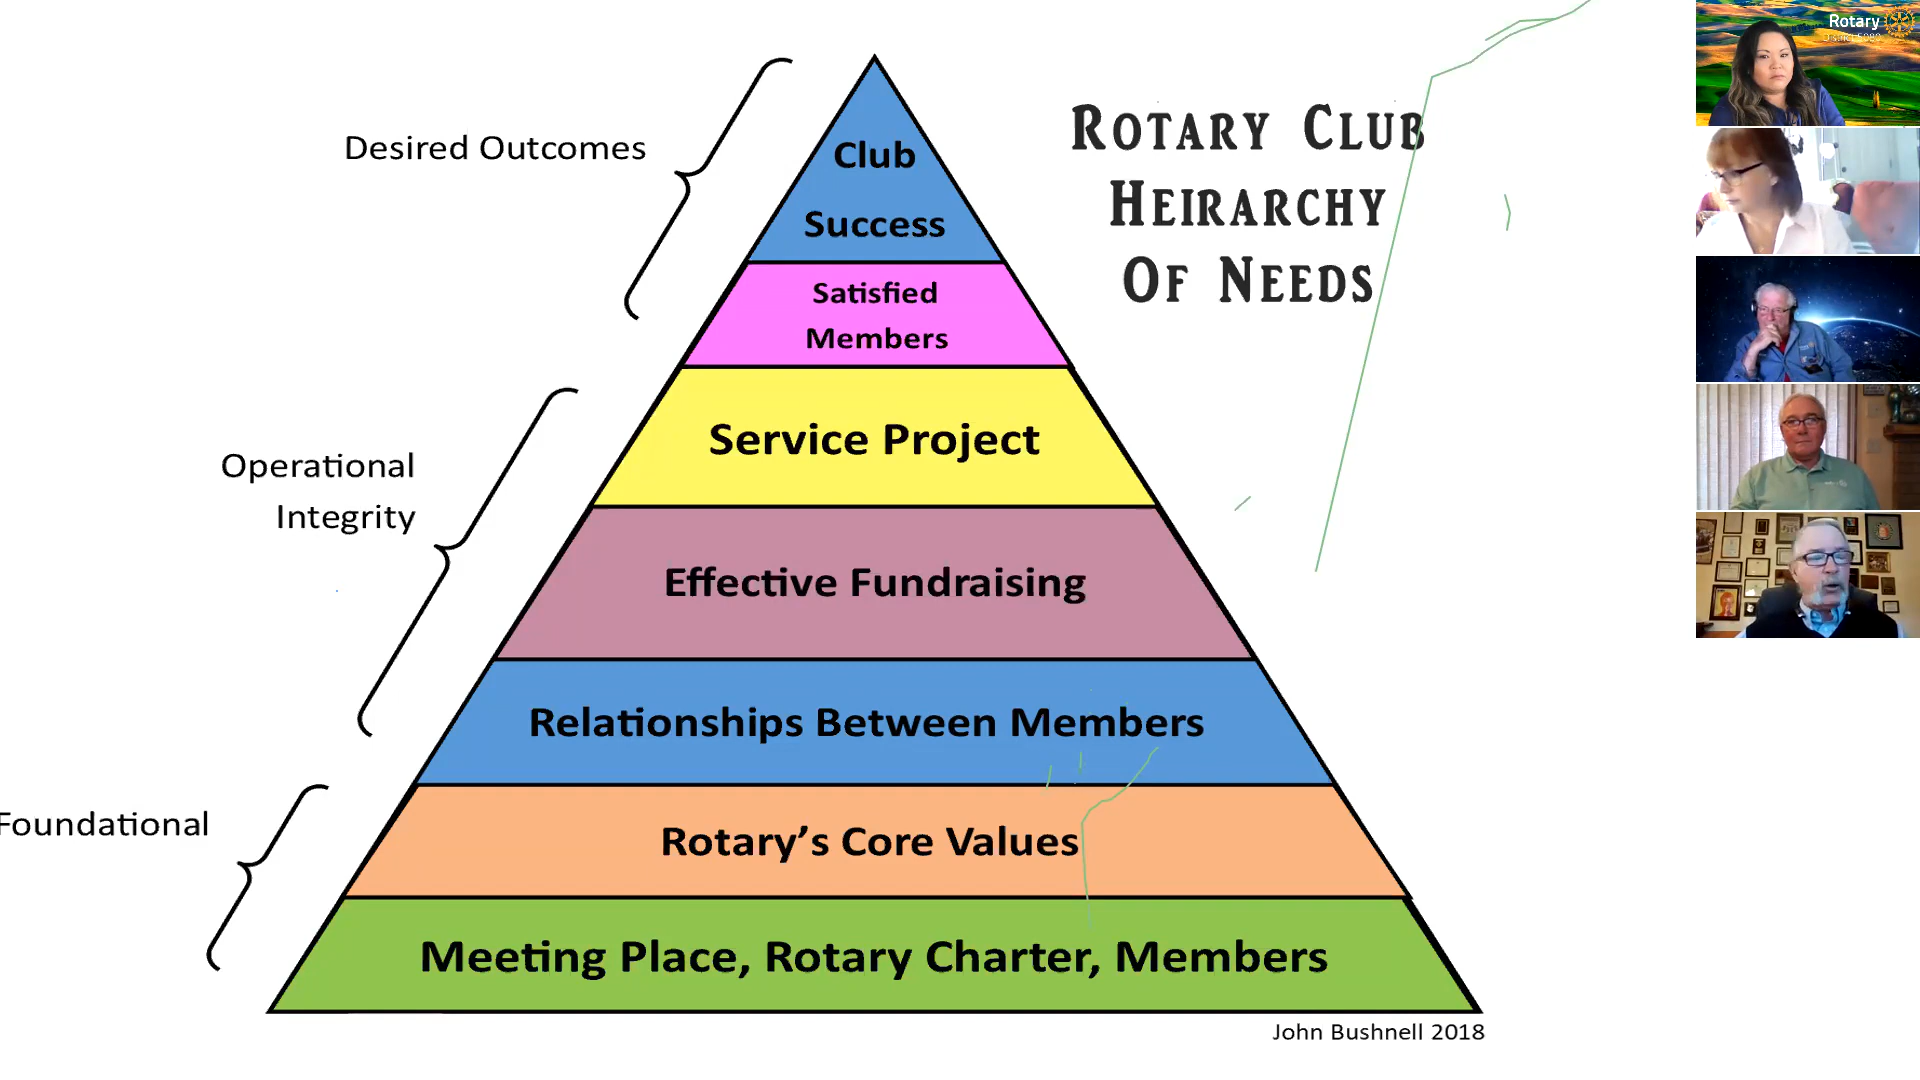 Rotary
Desired Outcomes
Club
Success
ROTARY CLUB
HEIRARCHY
OF NEEDS
Satisfied
Members
Service Project
Operational
Integrity
Effective Fundraising
Relationships Between Members
Foundational
Rotary’s Core Values
Meeting Place, Rotary Charter, Members
John Bushnell 2018